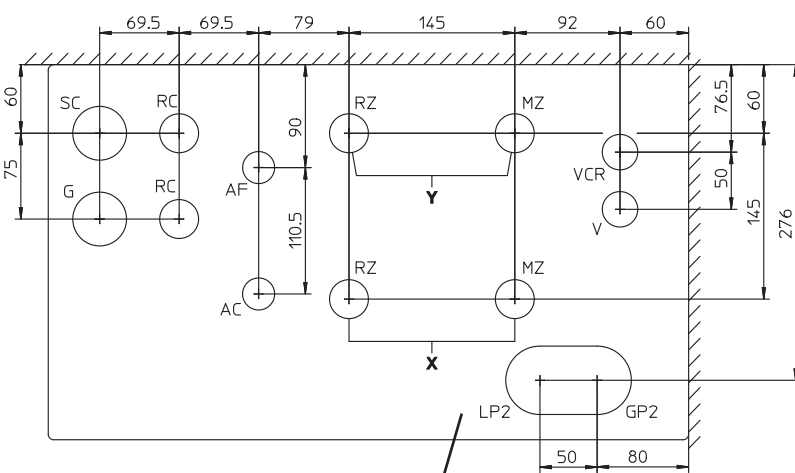 69.5 69.5 79 145 92 60
60 75 90 110.5 76.5 50 60 145 276
SC RC RZ MZ
VCR
G RC AF Y V
RZ MZ
AC
X
LP2 GP2
50 80